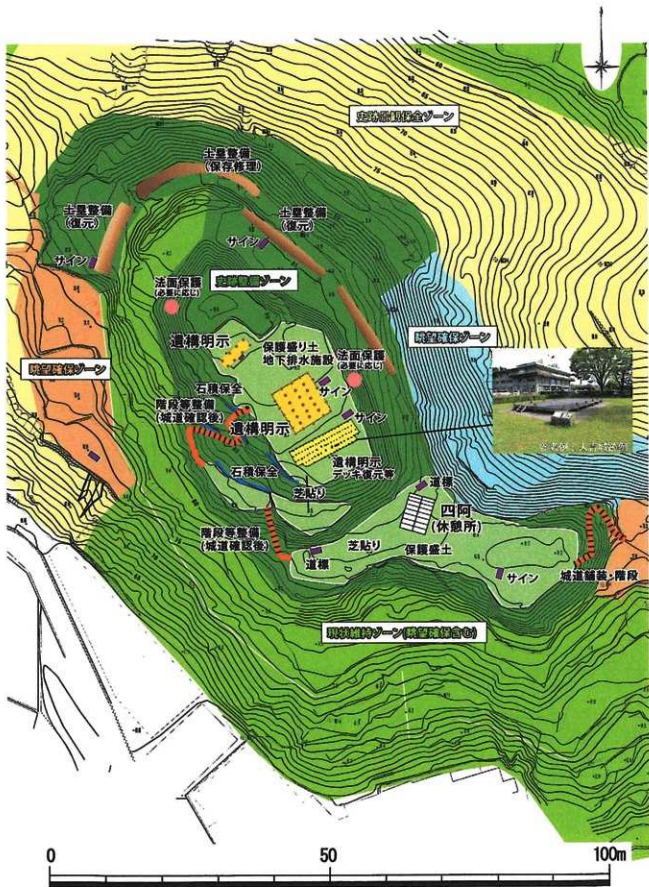 史跡景観保全ゾーン
土塁整備
(保存修理)
土塁整備
(復元)
土塁整備
(復元)
サイン
サイン
法面保護
(必要に応じ)
史跡整備ゾーン
眺望確保ゾーン
眺望確保ゾーン
遺構明示
保護盛り土
地下排水施設
法面保護
(必要に応じ)
サイン
石積保全
階段等整備
(城道確認後)
遺構明示
サイン
石積保全
遺構明示
デッキ復元等
芝貼り
道標
四阿
(休憩所)
階段等整備
(城道確認後)
芝貼り
保護盛土
道標
サイン
城道舗装・階段
現状維持ゾーン(眺望確保含む)
0
50
100m